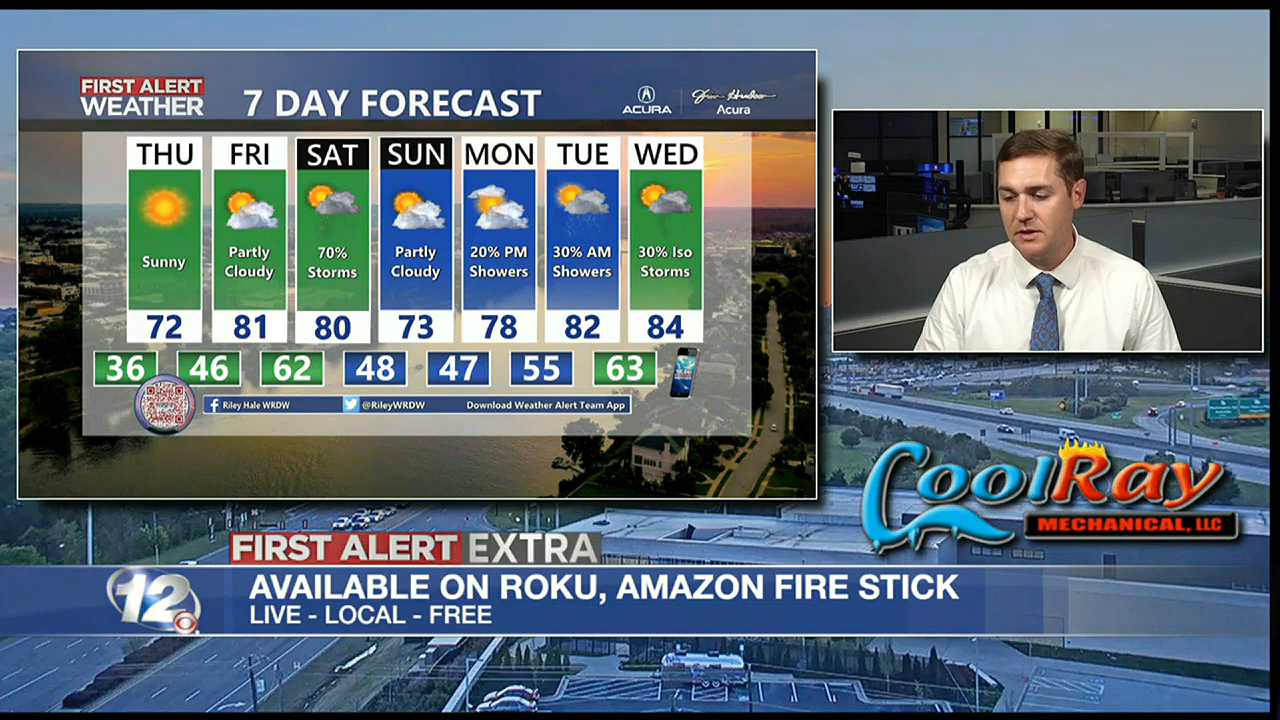 FIRST ALERT
WEATHER
7 DAY FORECAST
ACURA
Jim Hudson
Acura
THU FRI SAT SUN MON TUE WED
Sunny
Partly
Cloudy
70%
Storms
Partly
Cloudy
20% PM
Showers
30% AM
Showers
30% Iso
Storms
72 81 80 73 78 82 84
36 46 62 48 47 55 63
Riley Hale WRDW
@RileyWRDW
Download Weather Alert Team App
CoolRay
MECHANICAL, LLC
FIRST ALERT EXTRA
12
AVAILABLE ON ROKU, AMAZON FIRE STICK
LIVE - LOCAL - FREE